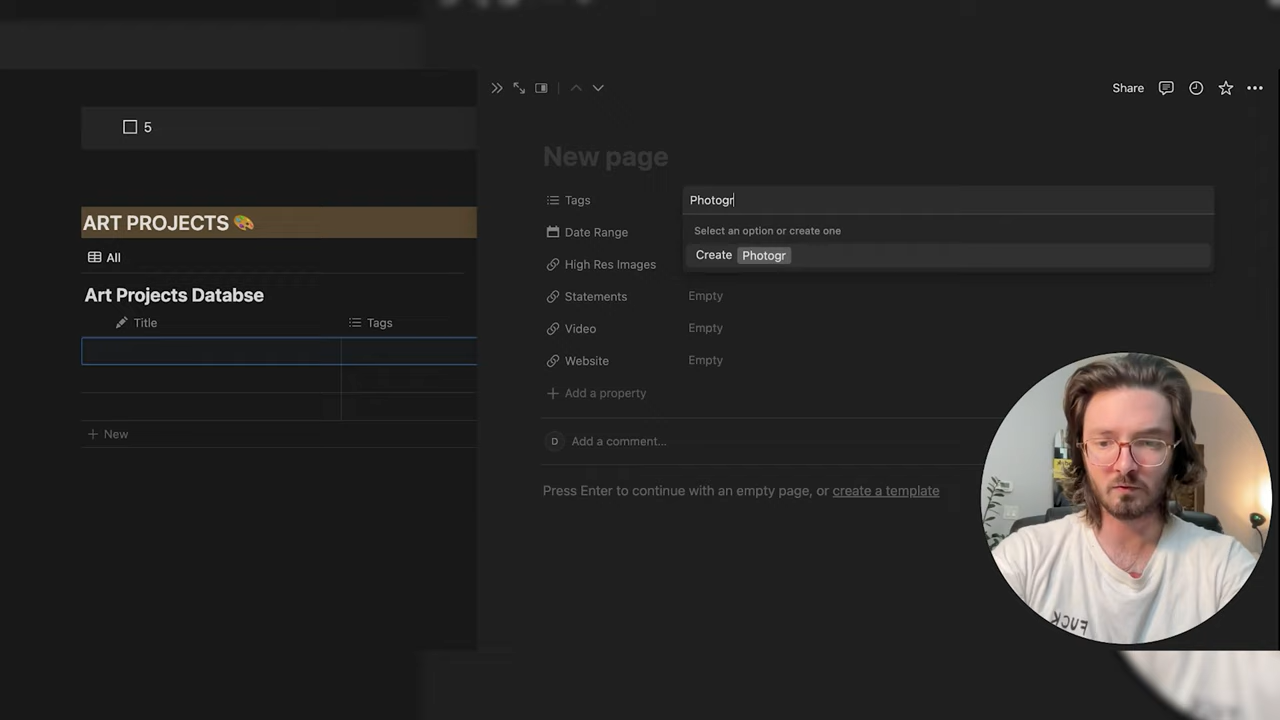 5
ART PROJECTS 🎨
All
Art Projects Databse
Title Tags
New
Share
New page
Tags Photogr
Select an option or create one
Create Photogr
Date Range
High Res Images
Statements Empty
Video Empty
Website Empty
Add a property
D Add a comment...
Press Enter to continue with an empty page, or create a template
FUCK